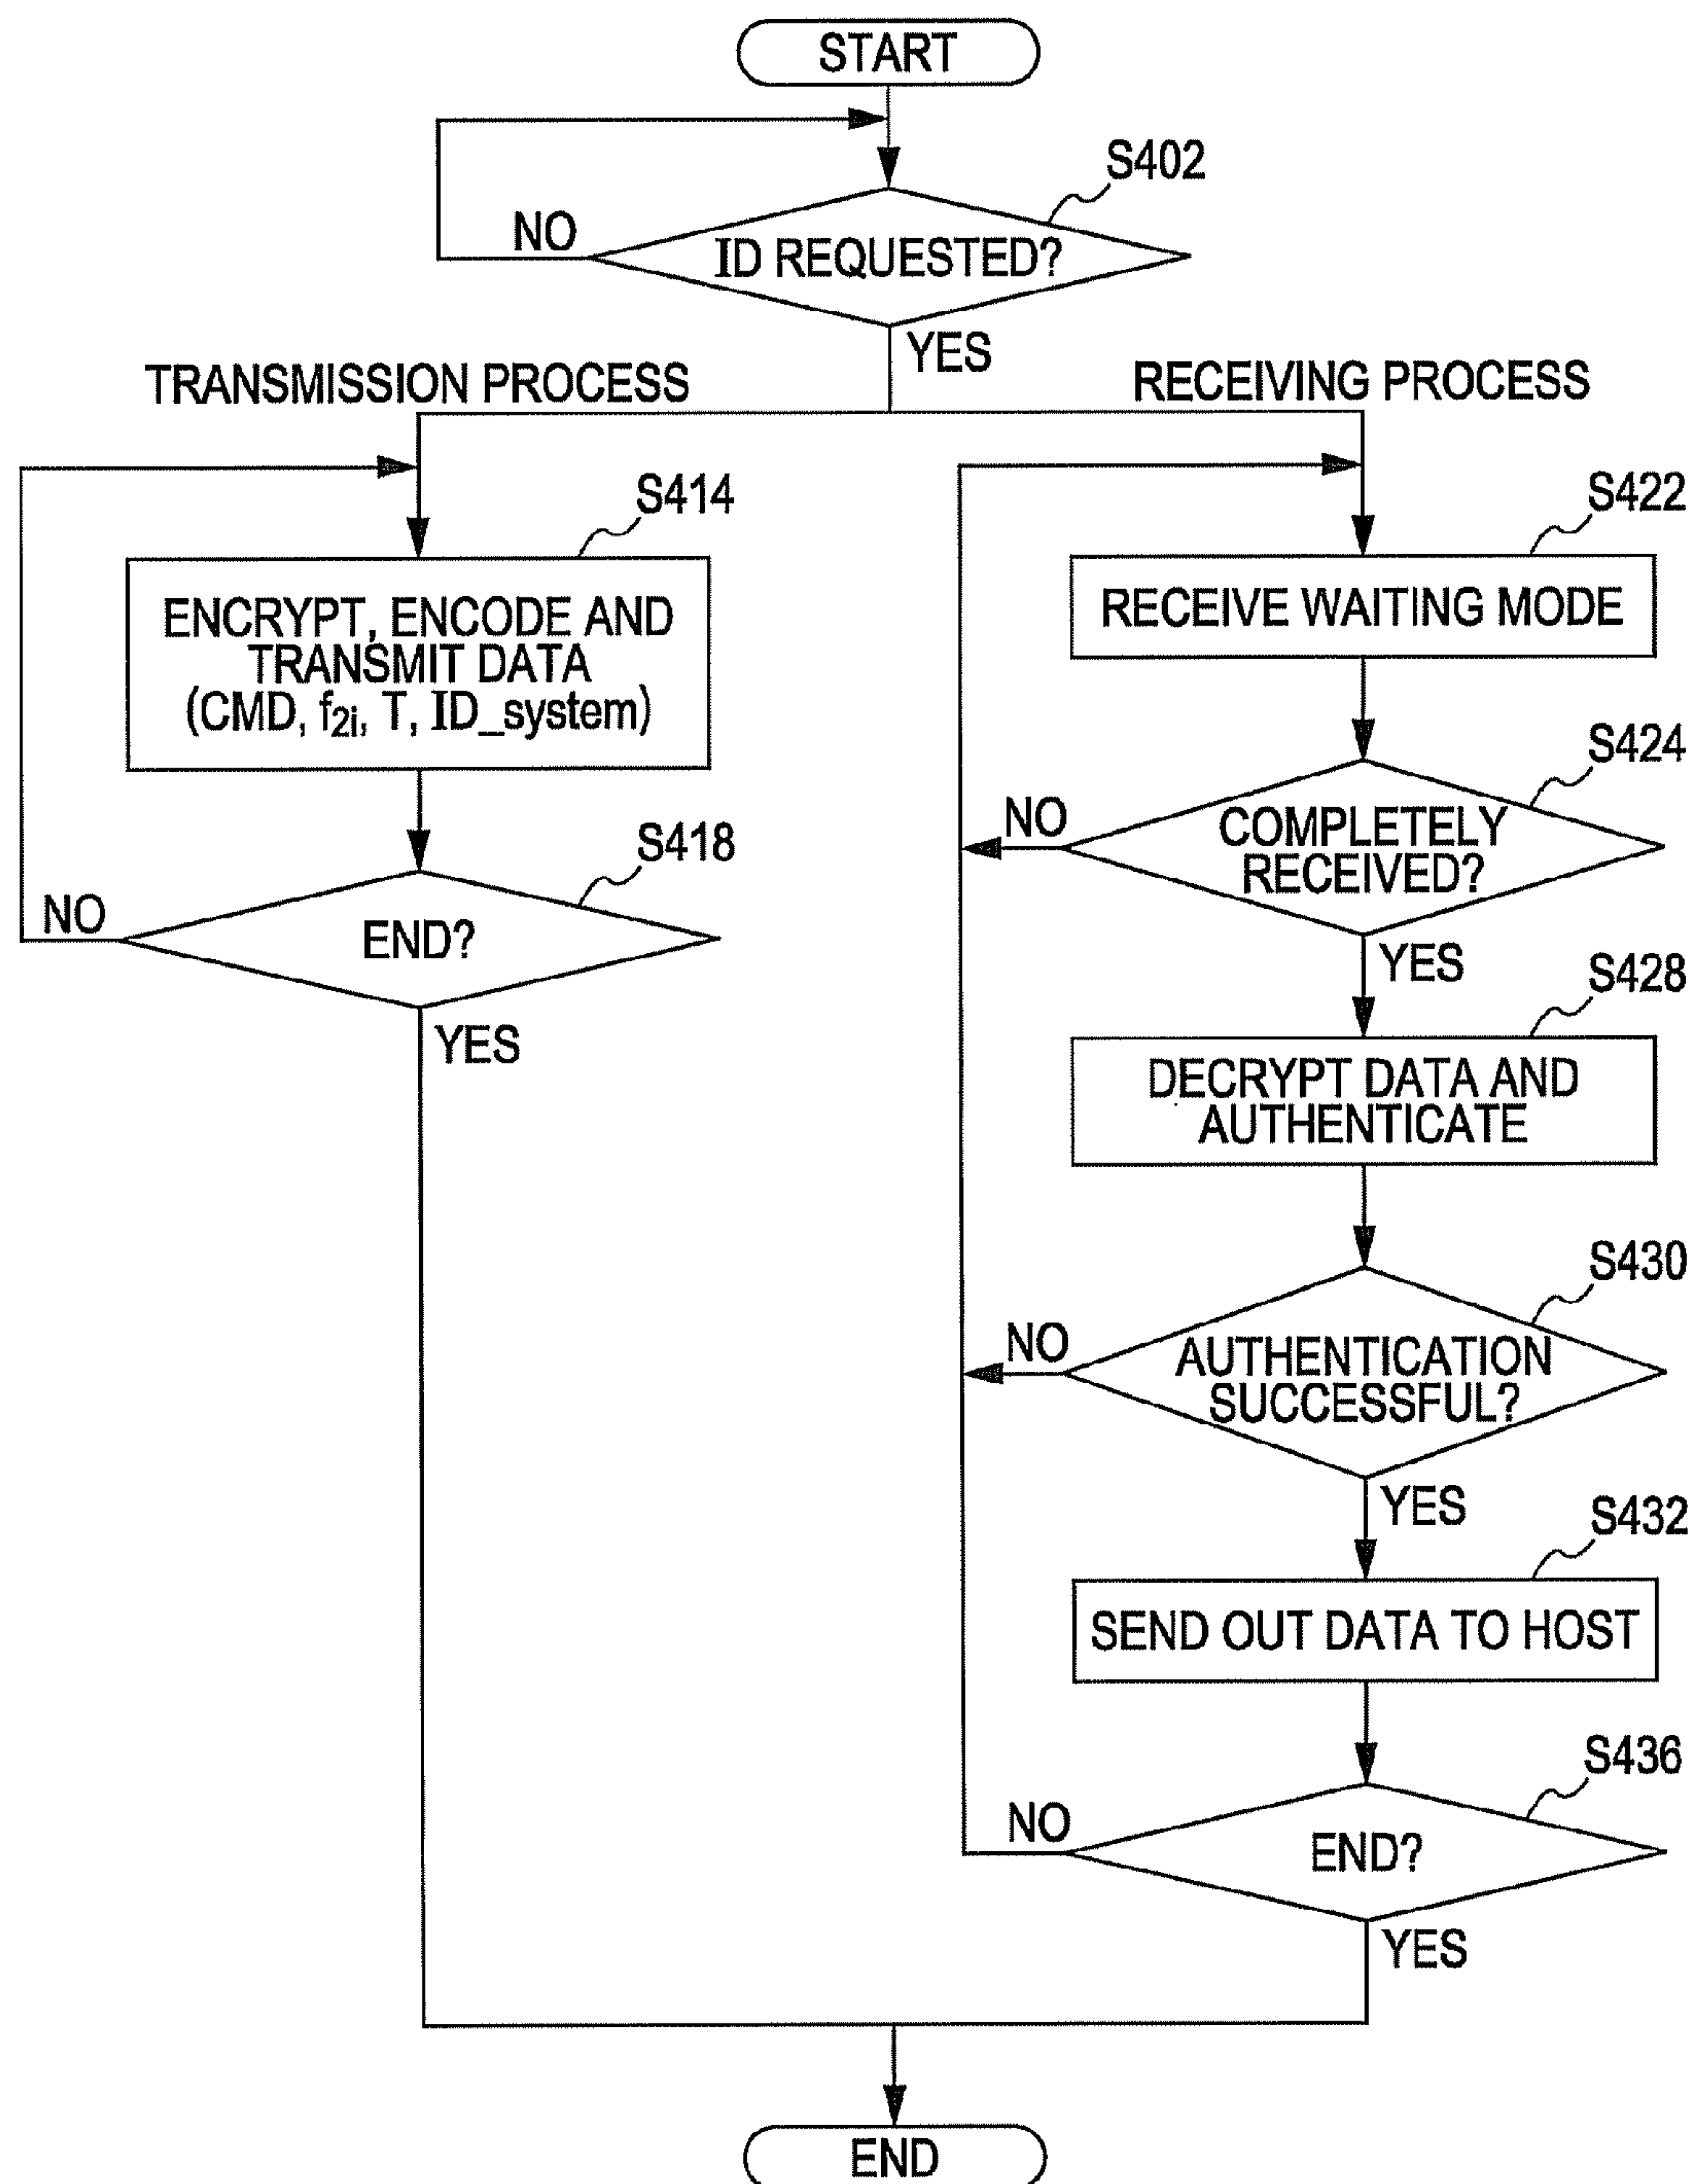 START
S402
NO
ID REQUESTED?
YES
TRANSMISSION PROCESS
RECEIVING PROCESS
S414
ENCRYPT, ENCODE AND
TRANSMIT DATA
(CMD, f2i, T, ID_system)
S418
NO
END?
YES
S422
RECEIVE WAITING MODE
S424
NO
COMPLETELY
RECEIVED?
YES
S428
DECRYPT DATA AND
AUTHENTICATE
S430
NO
AUTHENTICATION
SUCCESSFUL?
YES
S432
SEND OUT DATA TO HOST
S436
NO
END?
YES
END